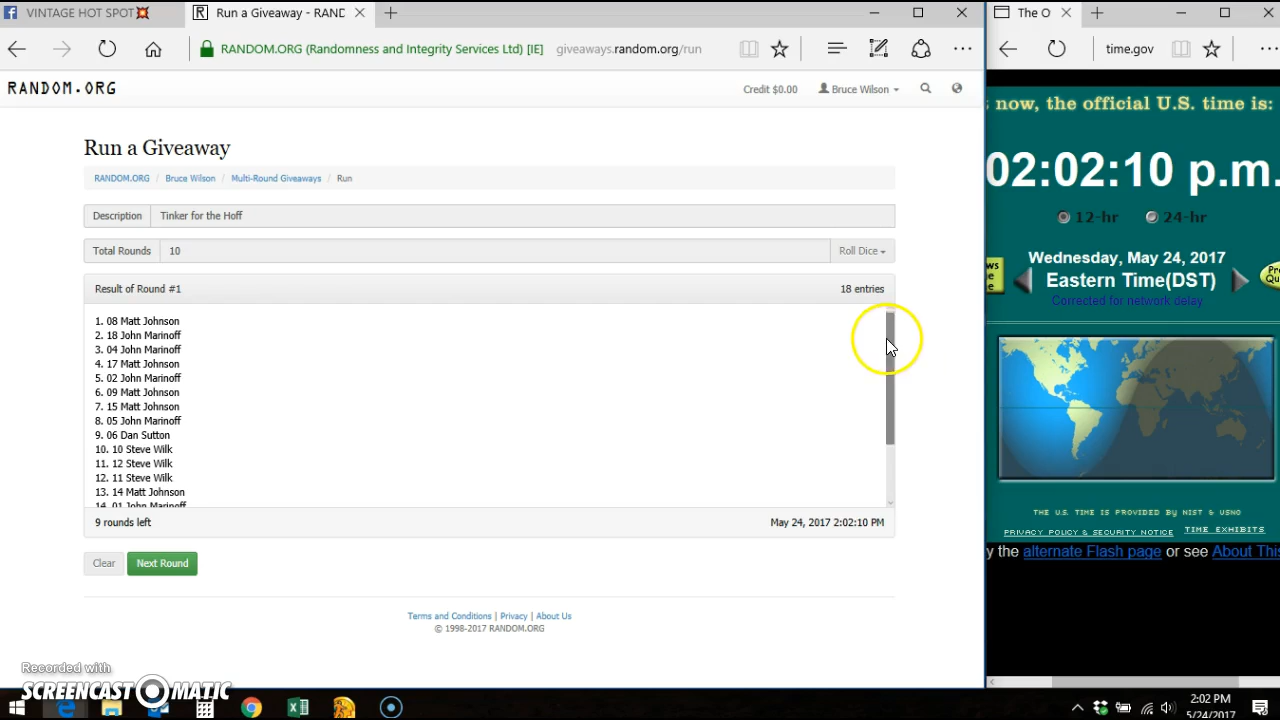 VINTAGE HOT SPOT💥
Run a Giveaway - RAND
The O
RANDOM.ORG (Randomness and Integrity Services Ltd) [IE]
giveaways.random.org/run
time.gov
RANDOM.ORG
Credit $0.00
Bruce Wilson
now, the official U.S. time is:
Run a Giveaway
02:02:10 p.m.
RANDOM.ORG / Bruce Wilson / Multi-Round Giveaways / Run
Description
Tinker for the Hoff
12-hr
24-hr
Total Rounds
10
Roll Dice
Wednesday, May 24, 2017
Eastern Time(DST)
Corrected for network delay
Result of Round #1
18 entries
1. 08 Matt Johnson
2. 18 John Marinoff
3. 04 John Marinoff
4. 17 Matt Johnson
5. 02 John Marinoff
6. 09 Matt Johnson
7. 15 Matt Johnson
8. 05 John Marinoff
9. 06 Dan Sutton
10. 10 Steve Wilk
11. 12 Steve Wilk
12. 11 Steve Wilk
13. 14 Matt Johnson
14. 01 John Marinoff
9 rounds left
May 24, 2017 2:02:10 PM
THE U.S. TIME IS PROVIDED BY NIST & USNO
PRIVACY POLICY & SECURITY NOTICE
TIME EXHIBITS
y the alternate Flash page or see About Thi
Clear
Next Round
Terms and Conditions | Privacy | About Us
© 1998-2017 RANDOM.ORG
Recorded with
SCREENCAST-O-MATIC
2:02 PM
5/24/2017